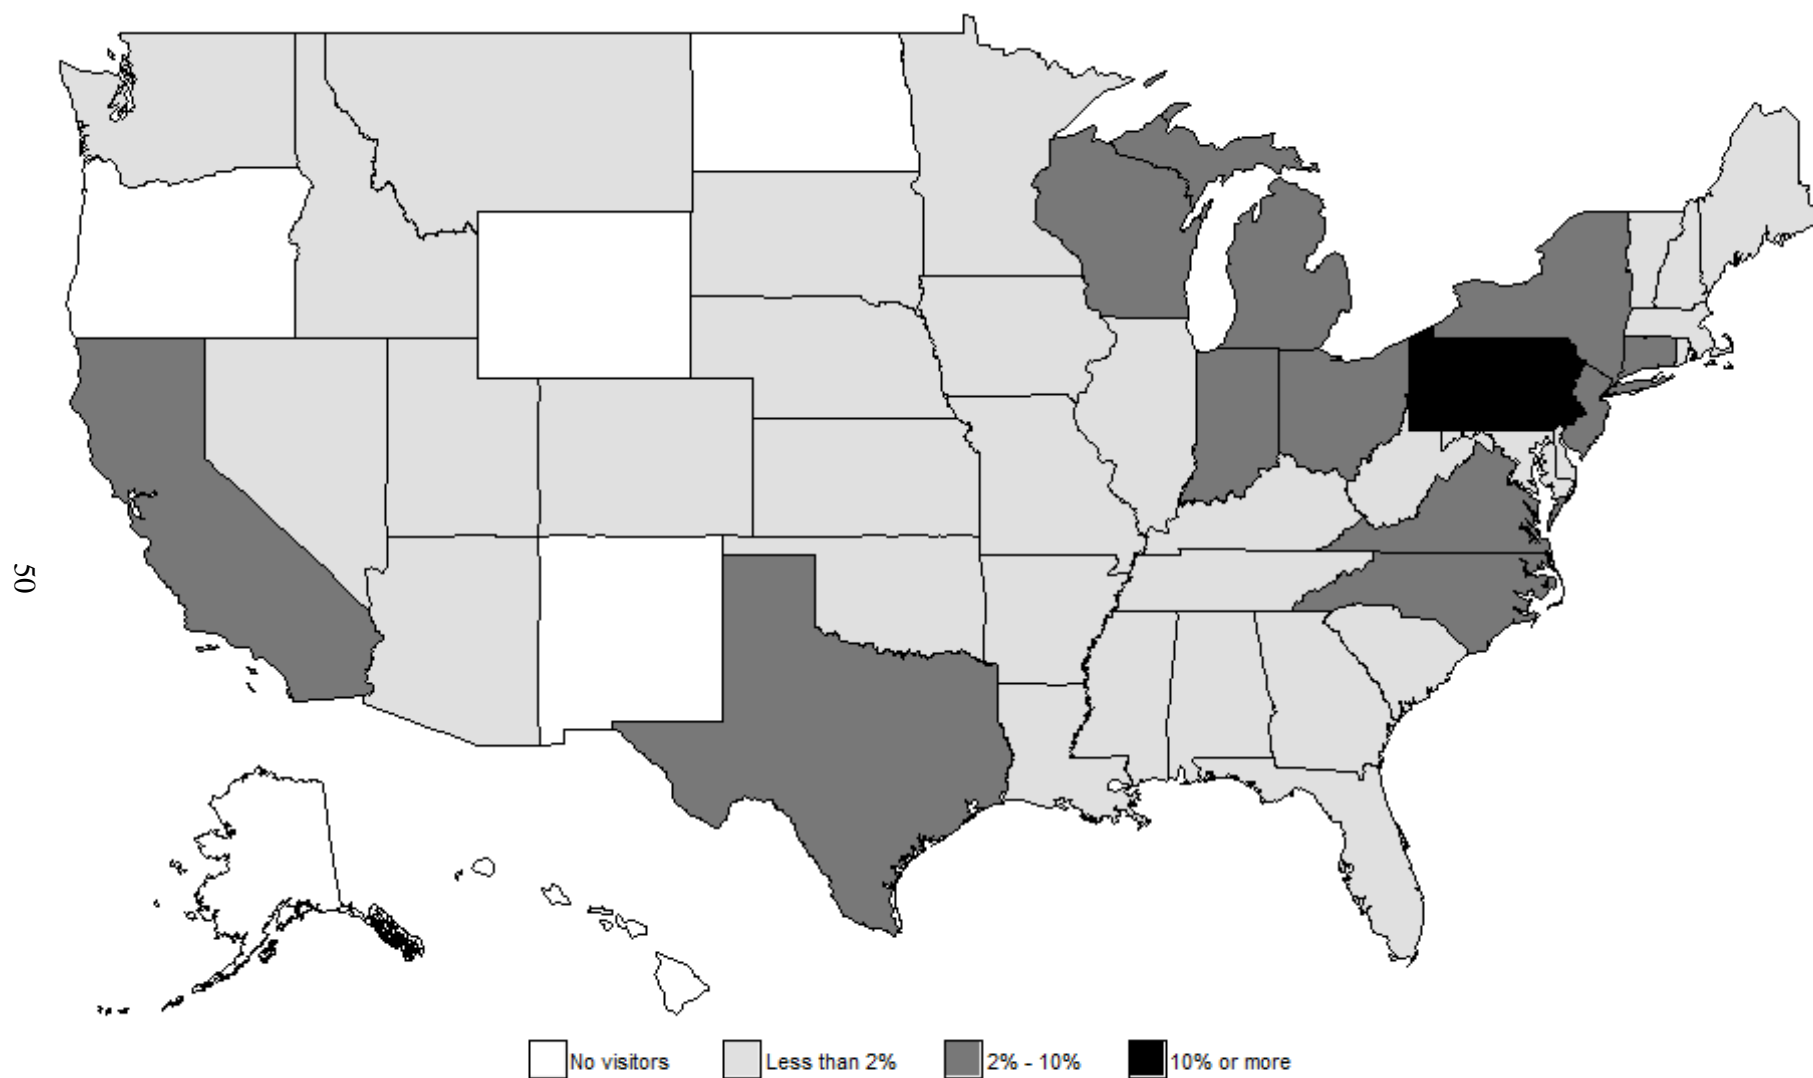 50
No visitors
Less than 2%
2% - 10%
10% or more